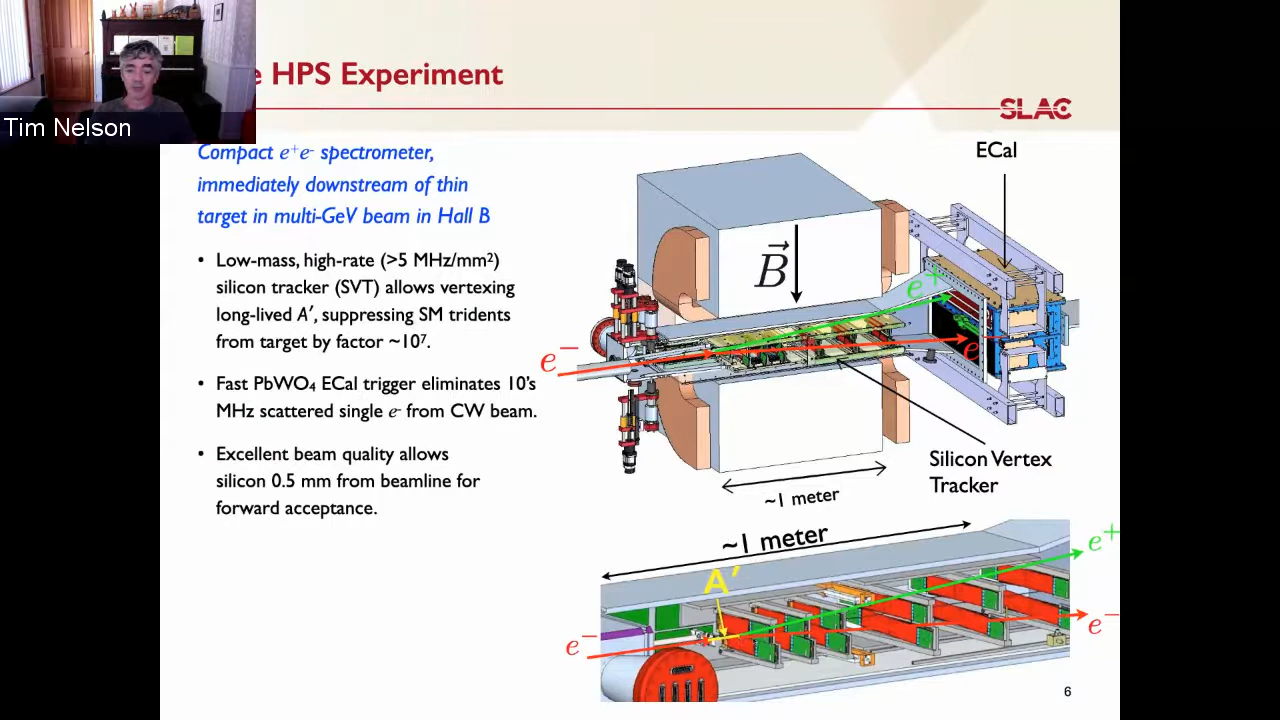 e HPS Experiment
Tim Nelson
SLAC
Compact e⁺e⁻ spectrometer,
immediately downstream of thin
target in multi-GeV beam in Hall B
• Low-mass, high-rate (>5 MHz/mm²)
silicon tracker (SVT) allows vertexing
long-lived A′, suppressing SM tridents
from target by factor ~10⁷.
• Fast PbWO₄ ECal trigger eliminates 10's
MHz scattered single e⁻ from CW beam.
• Excellent beam quality allows
silicon 0.5 mm from beamline for
forward acceptance.
ECal
B⃗
e⁺
e⁻
e
Silicon Vertex
Tracker
~1 meter
~1 meter
A′
e⁺
e⁻
e⁻
6